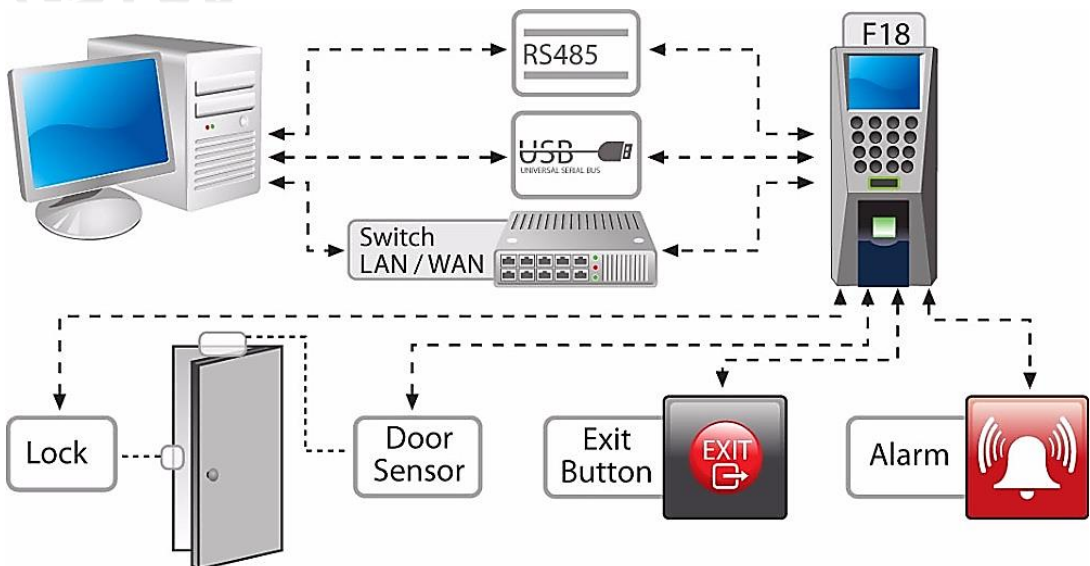 F18
RS485
USB
UNIVERSAL SERIAL BUS
Switch
LAN / WAN
Lock
Door
Sensor
Exit
Button
EXIT
Alarm